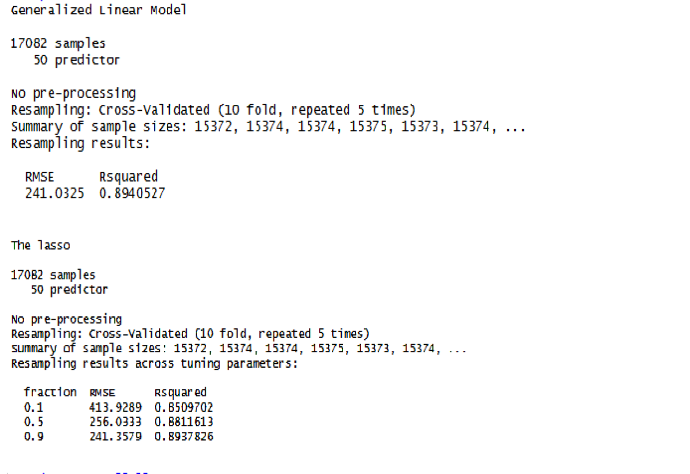 Generalized Linear Model
17082 samples
50 predictor
No pre-processing
Resampling: Cross-Validated (10 fold, repeated 5 times)
Summary of sample sizes: 15372, 15374, 15374, 15375, 15373, 15374, ...
Resampling results:
RMSE Rsquared
241.0325 0.8940527
The lasso
17082 samples
50 predictor
No pre-processing
Resampling: Cross-Validated (10 fold, repeated 5 times)
Summary of sample sizes: 15372, 15374, 15374, 15375, 15373, 15374, ...
Resampling results across tuning parameters:
fraction RMSE Rsquared
0.1 413.9289 0.8509702
0.5 256.0333 0.8811613
0.9 241.3579 0.8937826